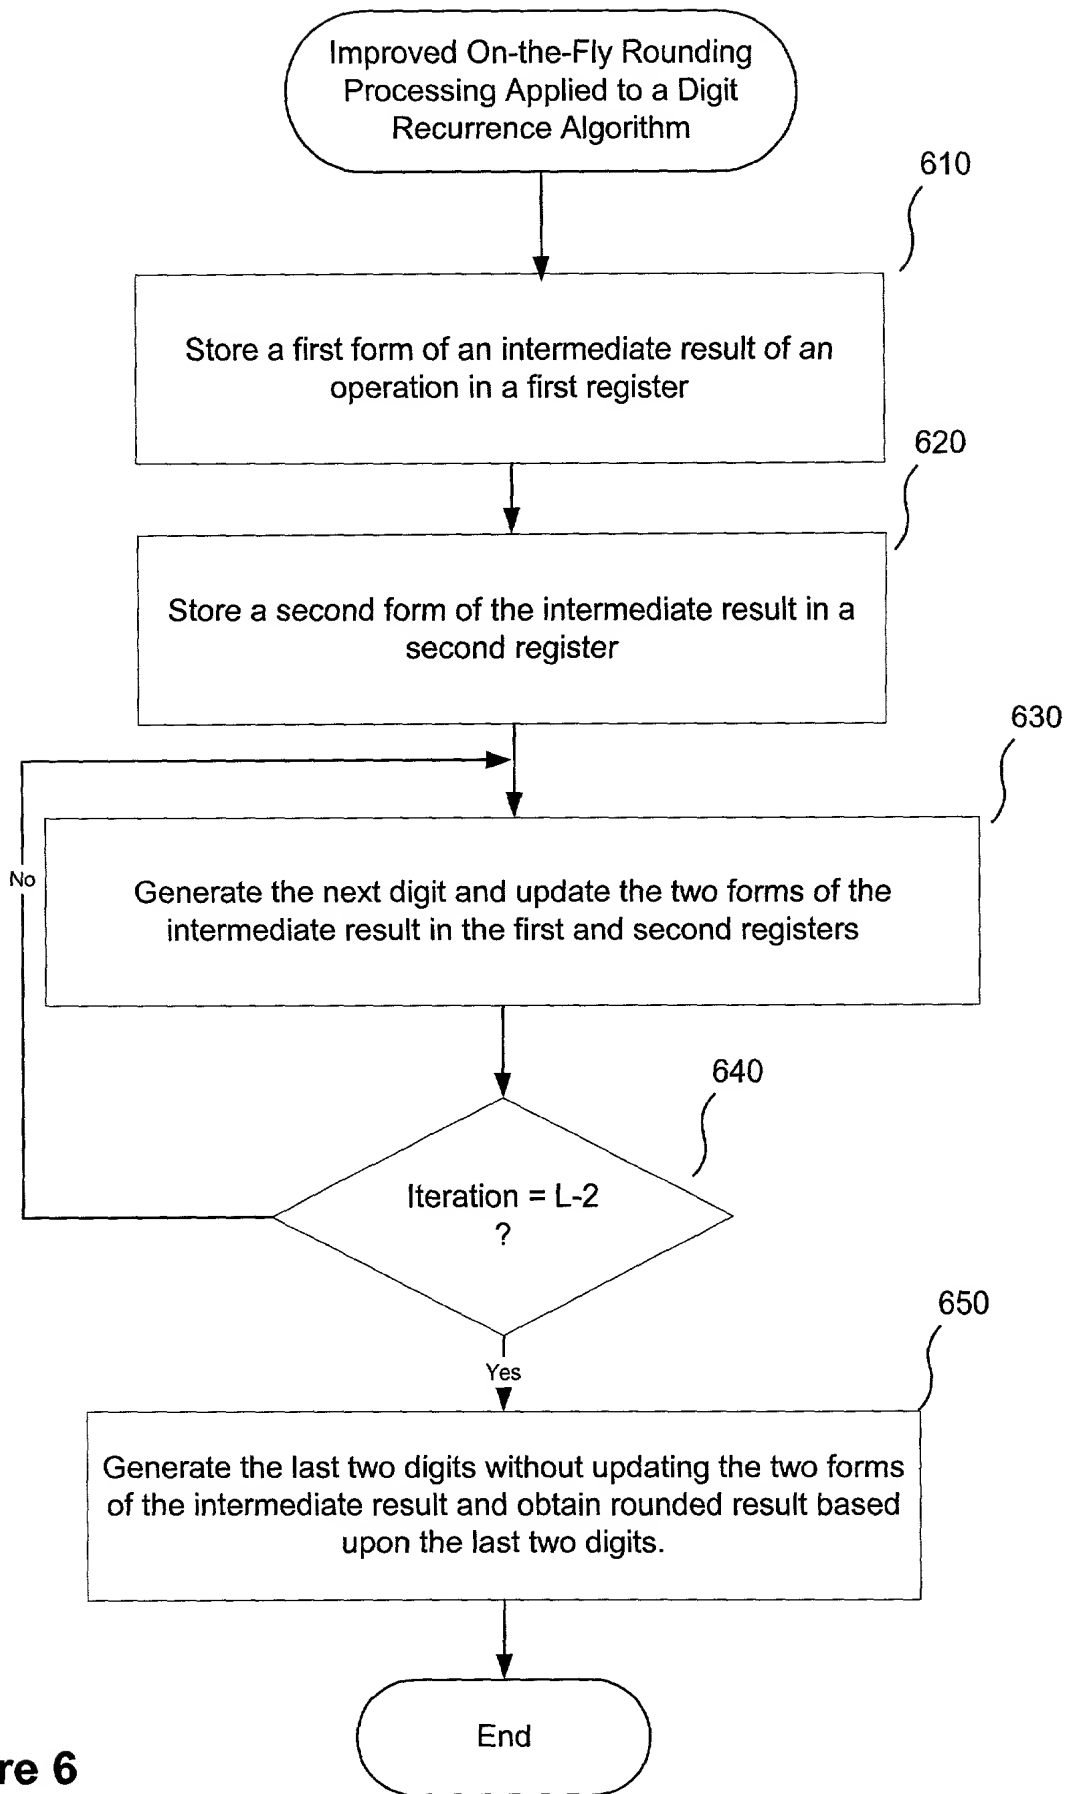 Improved On-the-Fly Rounding
Processing Applied to a Digit
Recurrence Algorithm
610
Store a first form of an intermediate result of an
operation in a first register
620
Store a second form of the intermediate result in a
second register
630
No
Generate the next digit and update the two forms of the
intermediate result in the first and second registers
640
Iteration = L-2
?
650
Yes
Generate the last two digits without updating the two forms
of the intermediate result and obtain rounded result based
upon the last two digits.
End
re 6